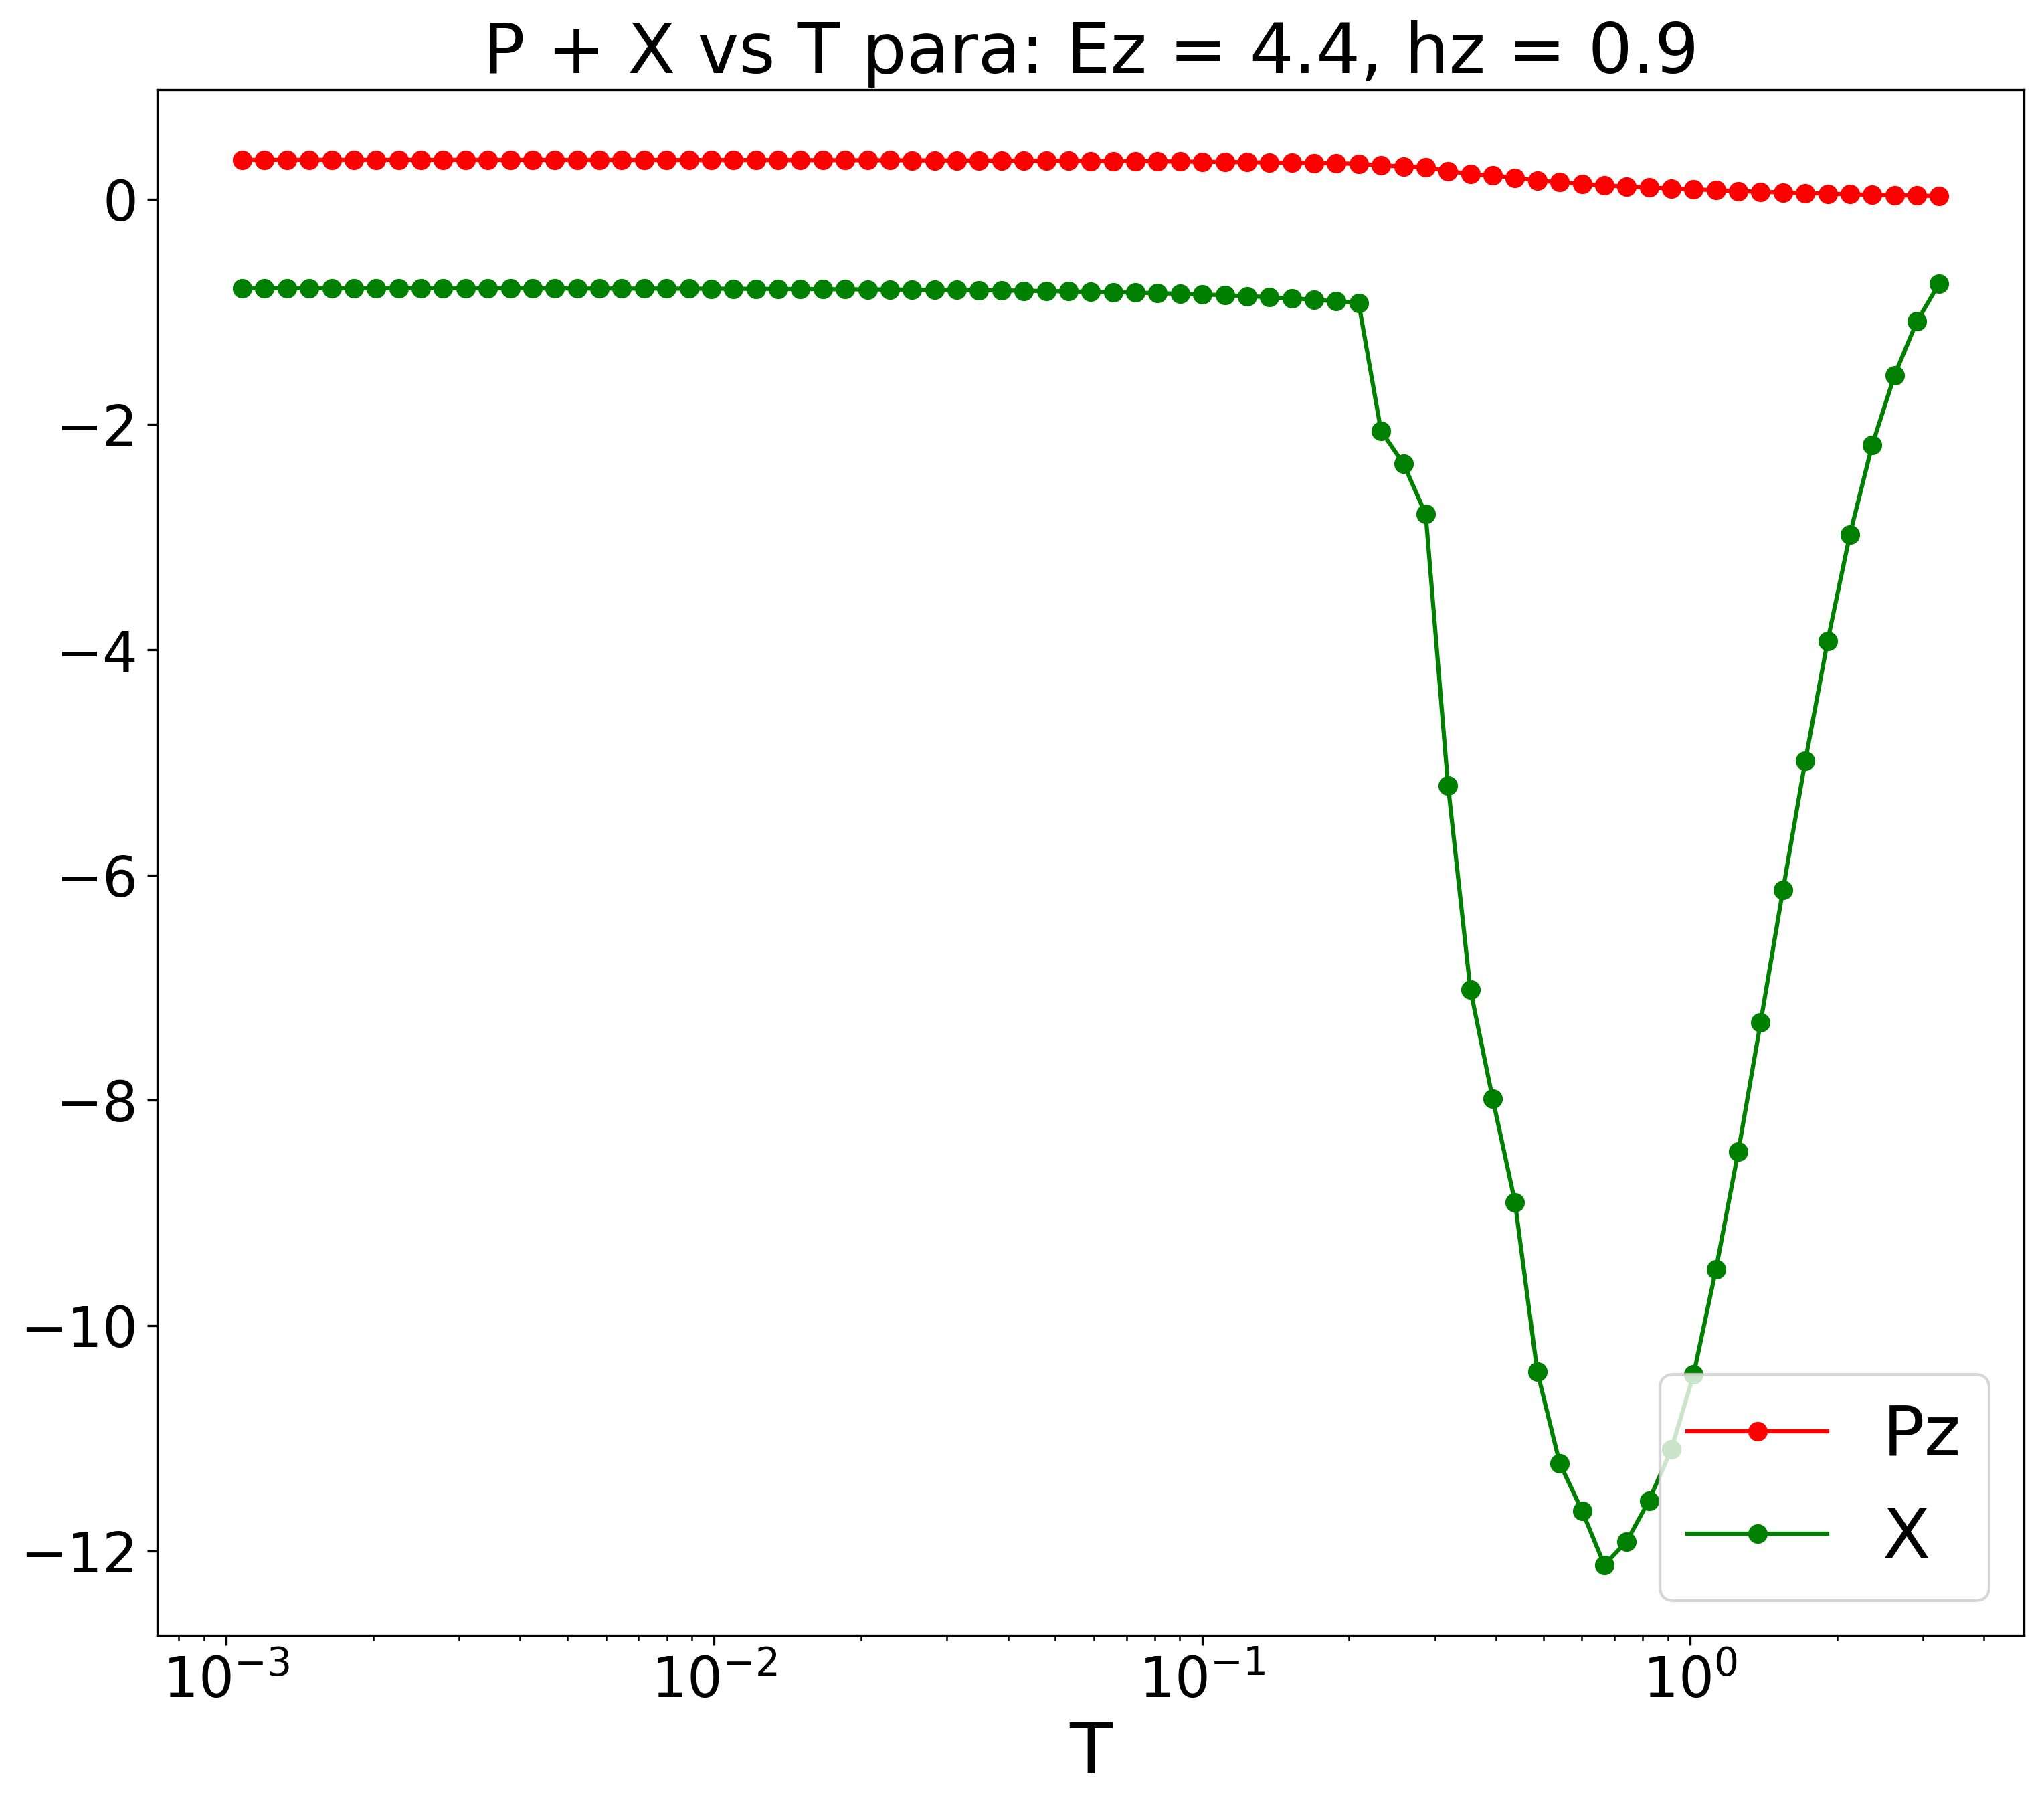 P + X vs T para: Ez = 4.4, hz = 0.9
0
−2
−4
−6
−8
−10
−12
Pz
X
10⁻³ 10⁻² 10⁻¹ 10⁰
T